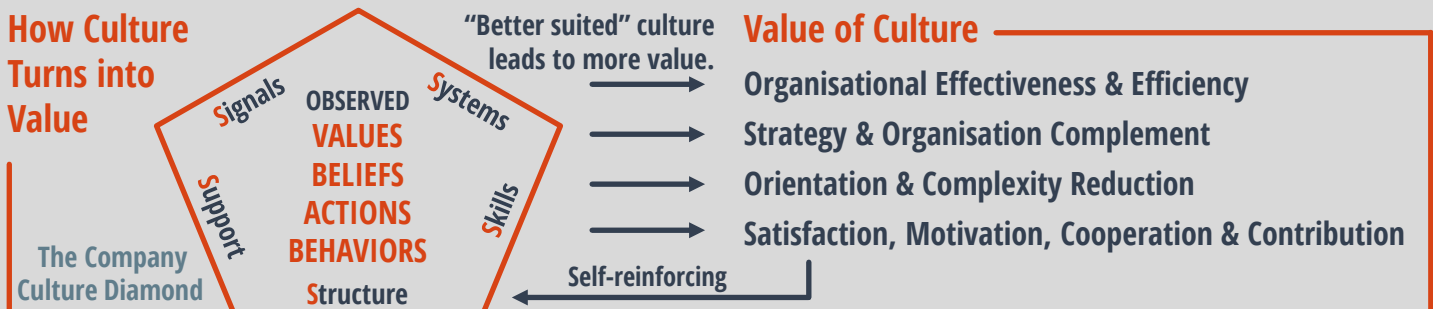 How Culture
Turns into
Value
Signals
Systems
Support
Skills
OBSERVED
VALUES
BELIEFS
ACTIONS
BEHAVIORS
Structure
The Company
Culture Diamond
“Better suited” culture
leads to more value.
Value of Culture
Organisational Effectiveness & Efficiency
Strategy & Organisation Complement
Orientation & Complexity Reduction
Satisfaction, Motivation, Cooperation & Contribution
Self-reinforcing